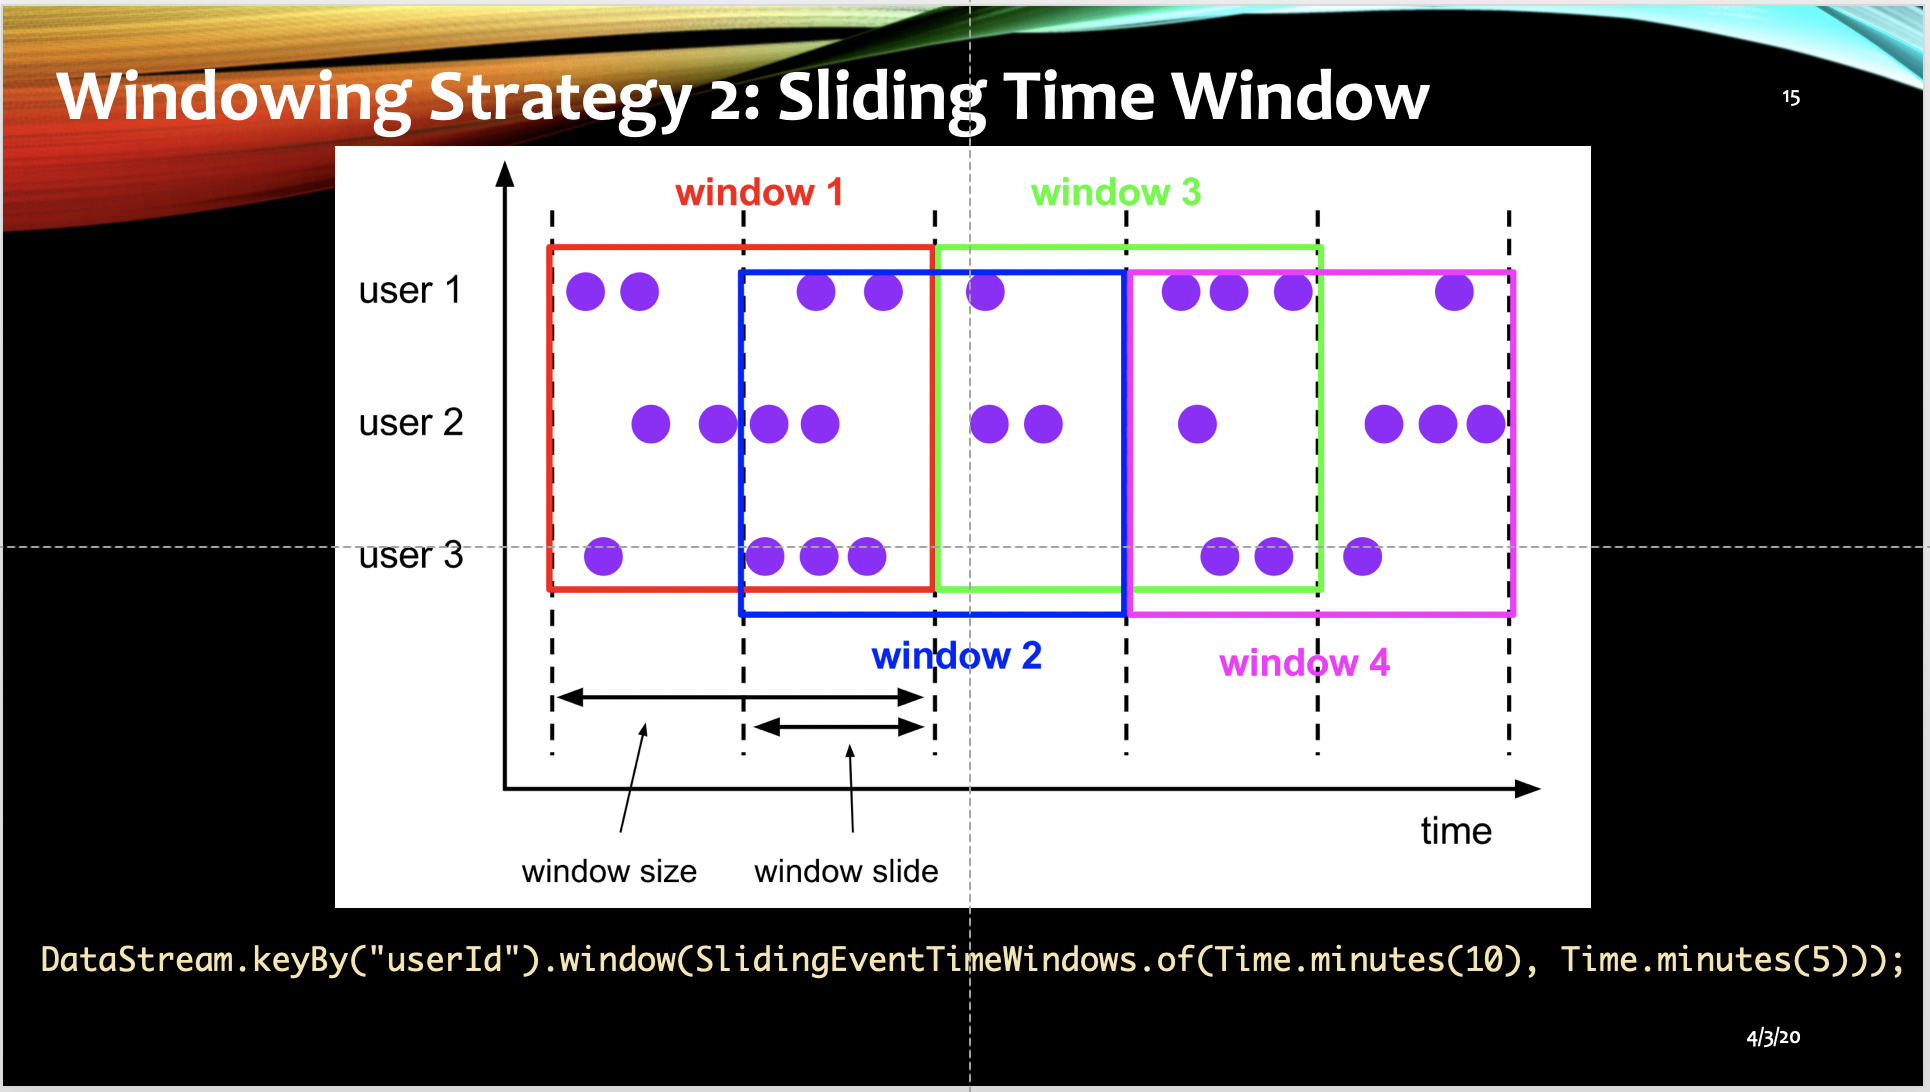 Windowing Strategy 2: Sliding Time Window
15
window 1
window 3
user 1
user 2
user 3
window 2
window 4
time
window size
window slide
DataStream.keyBy("userId").window(SlidingEventTimeWindows.of(Time.minutes(10), Time.minutes(5)));
4/3/20